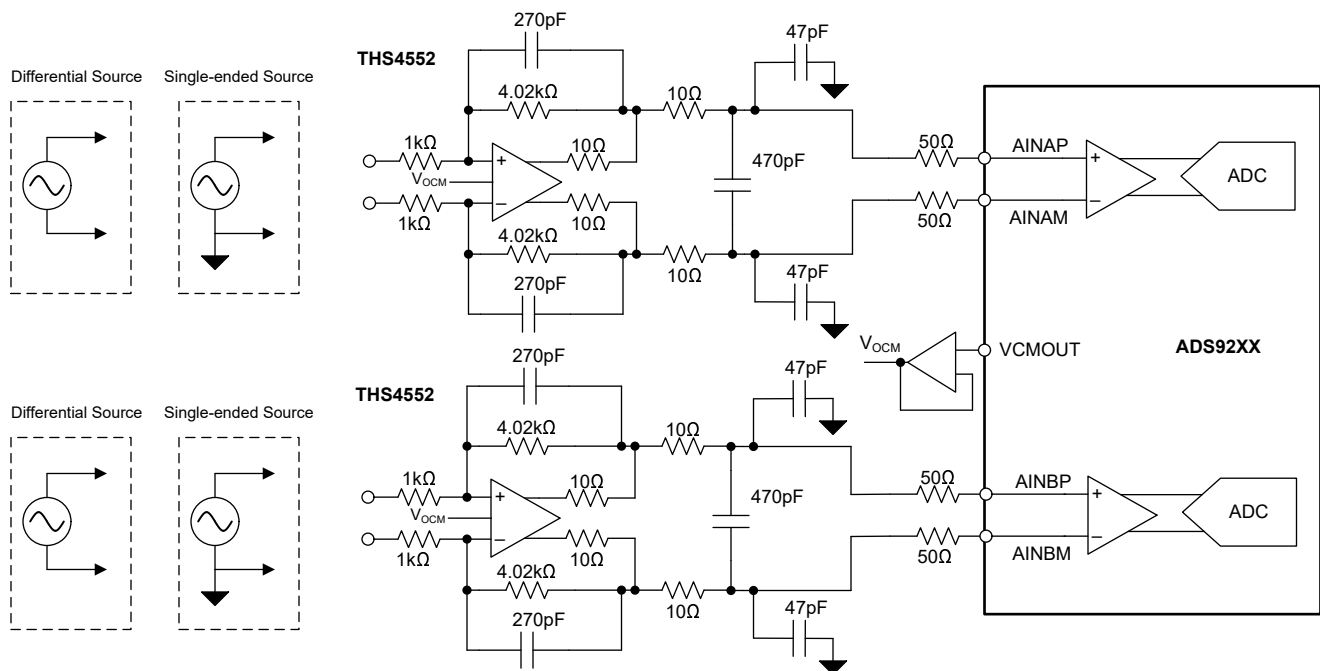 270pF
47pF
THS4552
Differential Source
Single-ended Source
4.02kΩ
10Ω
1kΩ
10Ω
50Ω
AINAP
+
+
ADC
VOCM
470pF
−
−
1kΩ
10Ω
50Ω
AINAM
4.02kΩ
10Ω
47pF
270pF
VOCM
VCMOUT
ADS92XX
270pF
47pF
THS4552
Differential Source
Single-ended Source
4.02kΩ
10Ω
1kΩ
10Ω
50Ω
AINBP
+
+
ADC
VOCM
470pF
−
−
1kΩ
10Ω
50Ω
AINBM
4.02kΩ
10Ω
47pF
270pF